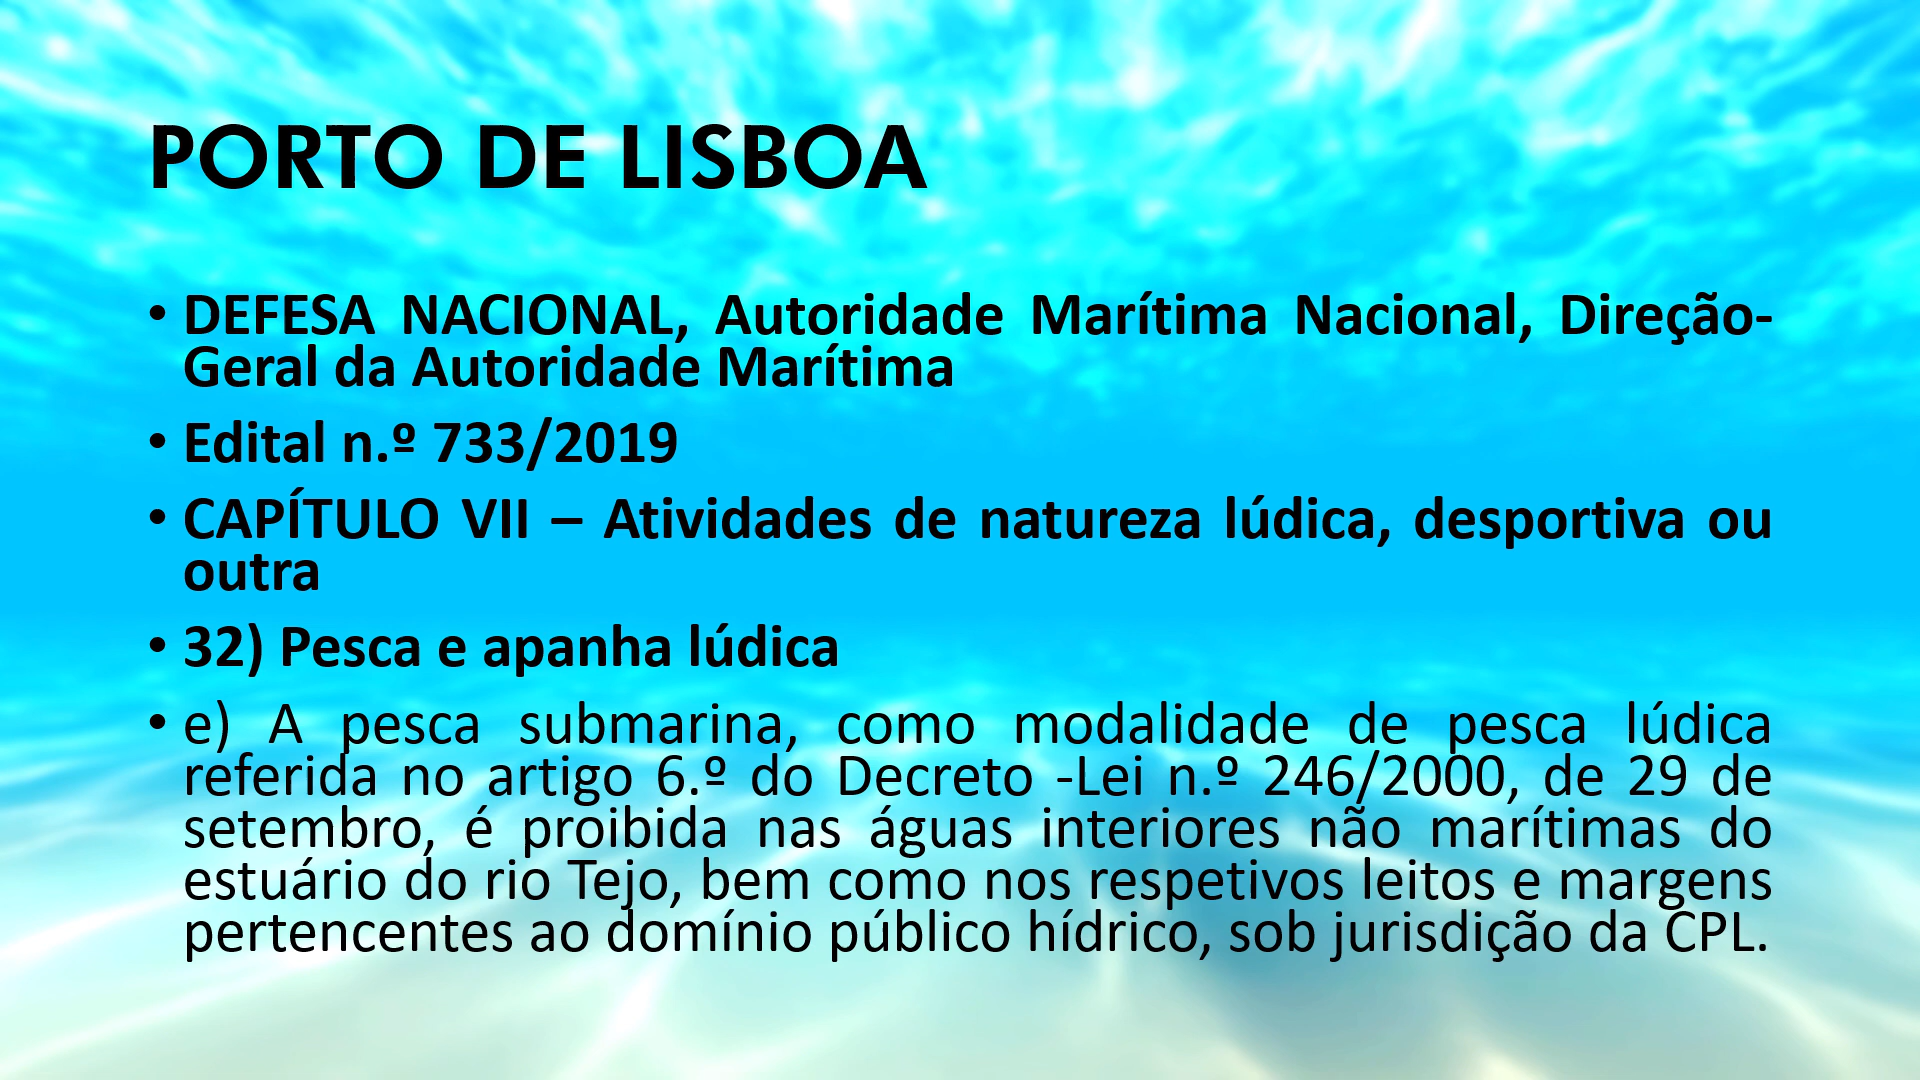 PORTO DE LISBOA
• DEFESA NACIONAL, Autoridade Marítima Nacional, Direção-
Geral da Autoridade Marítima
• Edital n.º 733/2019
• CAPÍTULO VII – Atividades de natureza lúdica, desportiva ou
outra
• 32) Pesca e apanha lúdica
• e) A pesca submarina, como modalidade de pesca lúdica
referida no artigo 6.º do Decreto -Lei n.º 246/2000, de 29 de
setembro, é proibida nas águas interiores não marítimas do
estuário do rio Tejo, bem como nos respetivos leitos e margens
pertencentes ao domínio público hídrico, sob jurisdição da CPL.